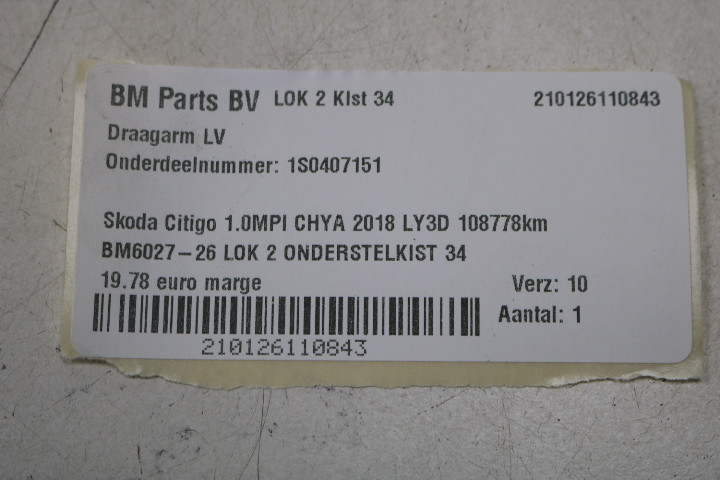 BM Parts BV LOK 2 Klst 34 210126110843
Draagarm LV
Onderdeelnummer: 1S0407151
Skoda Citigo 1.0MPI CHYA 2018 LY3D 108778km
BM6027-26 LOK 2 ONDERSTELKIST 34
19.78 euro marge Verz: 10
Aantal: 1
210126110843